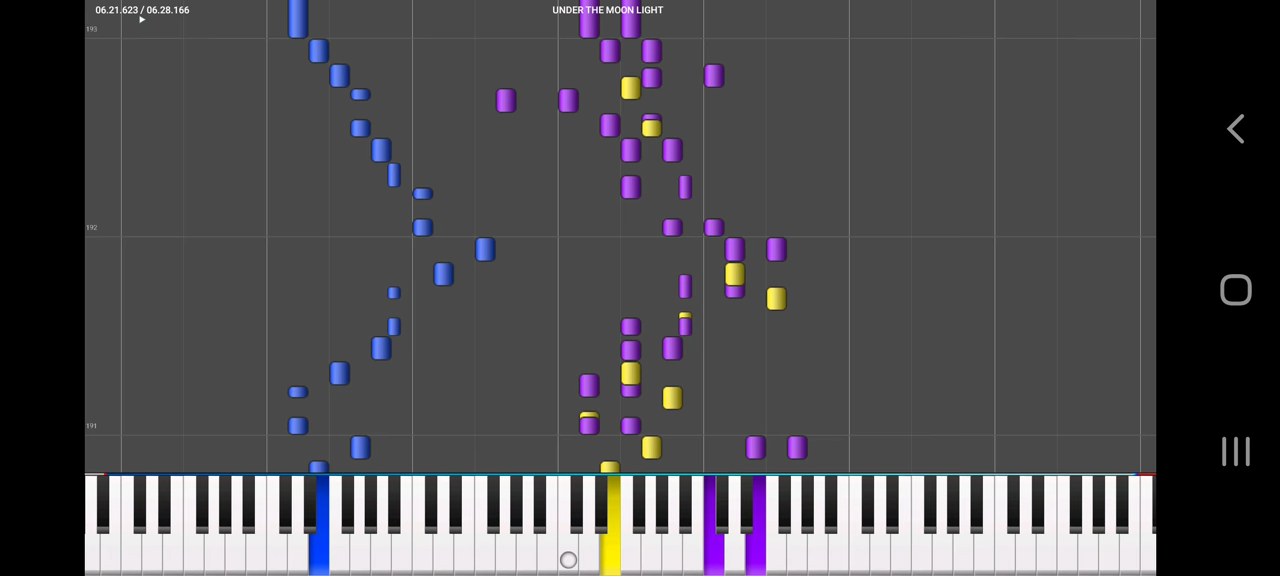 06.21.623 / 06.28.166
UNDER THE MOON LIGHT
193
192
191